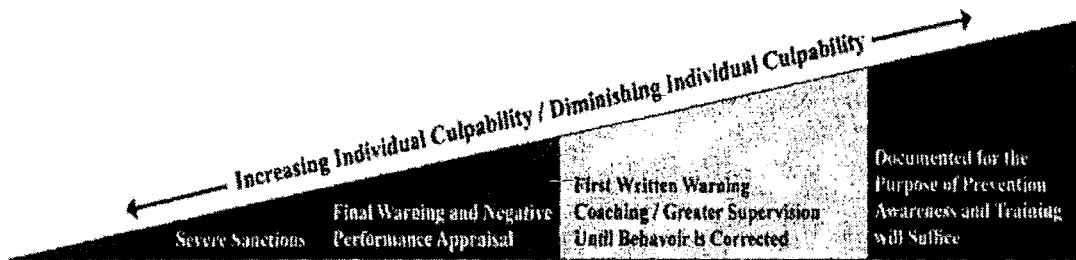 Increasing Individual Culpability / Diminishing Individual Culpability
Severe Sanctions
Final Warning and Negative
Performance Appraisal
First Written Warning
Coaching / Greater Supervision
Until Behavoir is Corrected
Documented for the
Purpose of Prevention
Awareness and Training
will Suffice